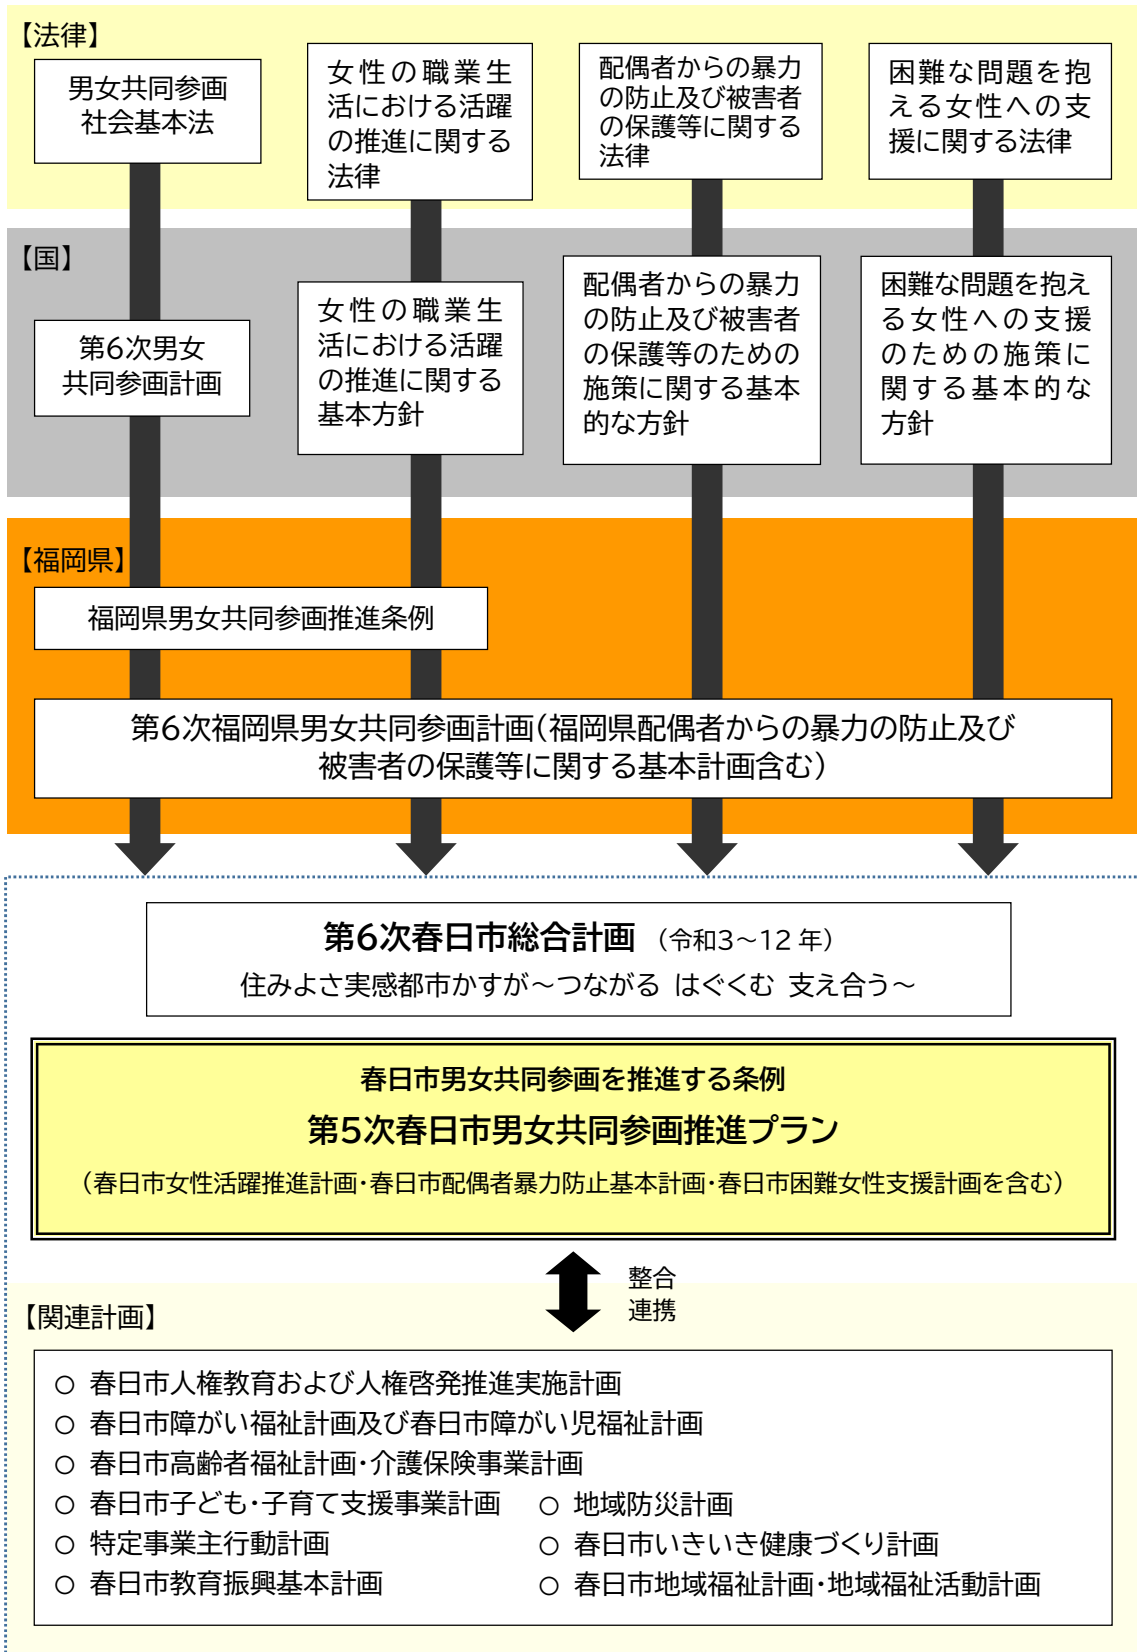 【法律】
男女共同参画
社会基本法
女性の職業生
活における活躍
の推進に関する
法律
配偶者からの暴力
の防止及び被害者
の保護等に関する
法律
困難な問題を抱
える女性への支
援に関する法律
【国】
第6次男女
共同参画計画
女性の職業生
活における活躍
の推進に関する
基本方針
配偶者からの暴力
の防止及び被害者
の保護等のための
施策に関する基本
的な方針
困難な問題を抱え
る女性への支援
のための施策に
関する基本的な
方針
【福岡県】
福岡県男女共同参画推進条例
第6次福岡県男女共同参画計画(福岡県配偶者からの暴力の防止及び
被害者の保護等に関する基本計画含む)
第6次春日市総合計画 (令和3～12年)
住みよさ実感都市かすが～つながる はぐくむ 支え合う～
春日市男女共同参画を推進する条例
第5次春日市男女共同参画推進プラン
(春日市女性活躍推進計画・春日市配偶者暴力防止基本計画・春日市困難女性支援計画を含む)
整合
連携
【関連計画】
○ 春日市人権教育および人権啓発推進実施計画
○ 春日市障がい福祉計画及び春日市障がい児福祉計画
○ 春日市高齢者福祉計画・介護保険事業計画
○ 春日市子ども・子育て支援事業計画 ○ 地域防災計画
○ 特定事業主行動計画 ○ 春日市いきいき健康づくり計画
○ 春日市教育振興基本計画 ○ 春日市地域福祉計画・地域福祉活動計画